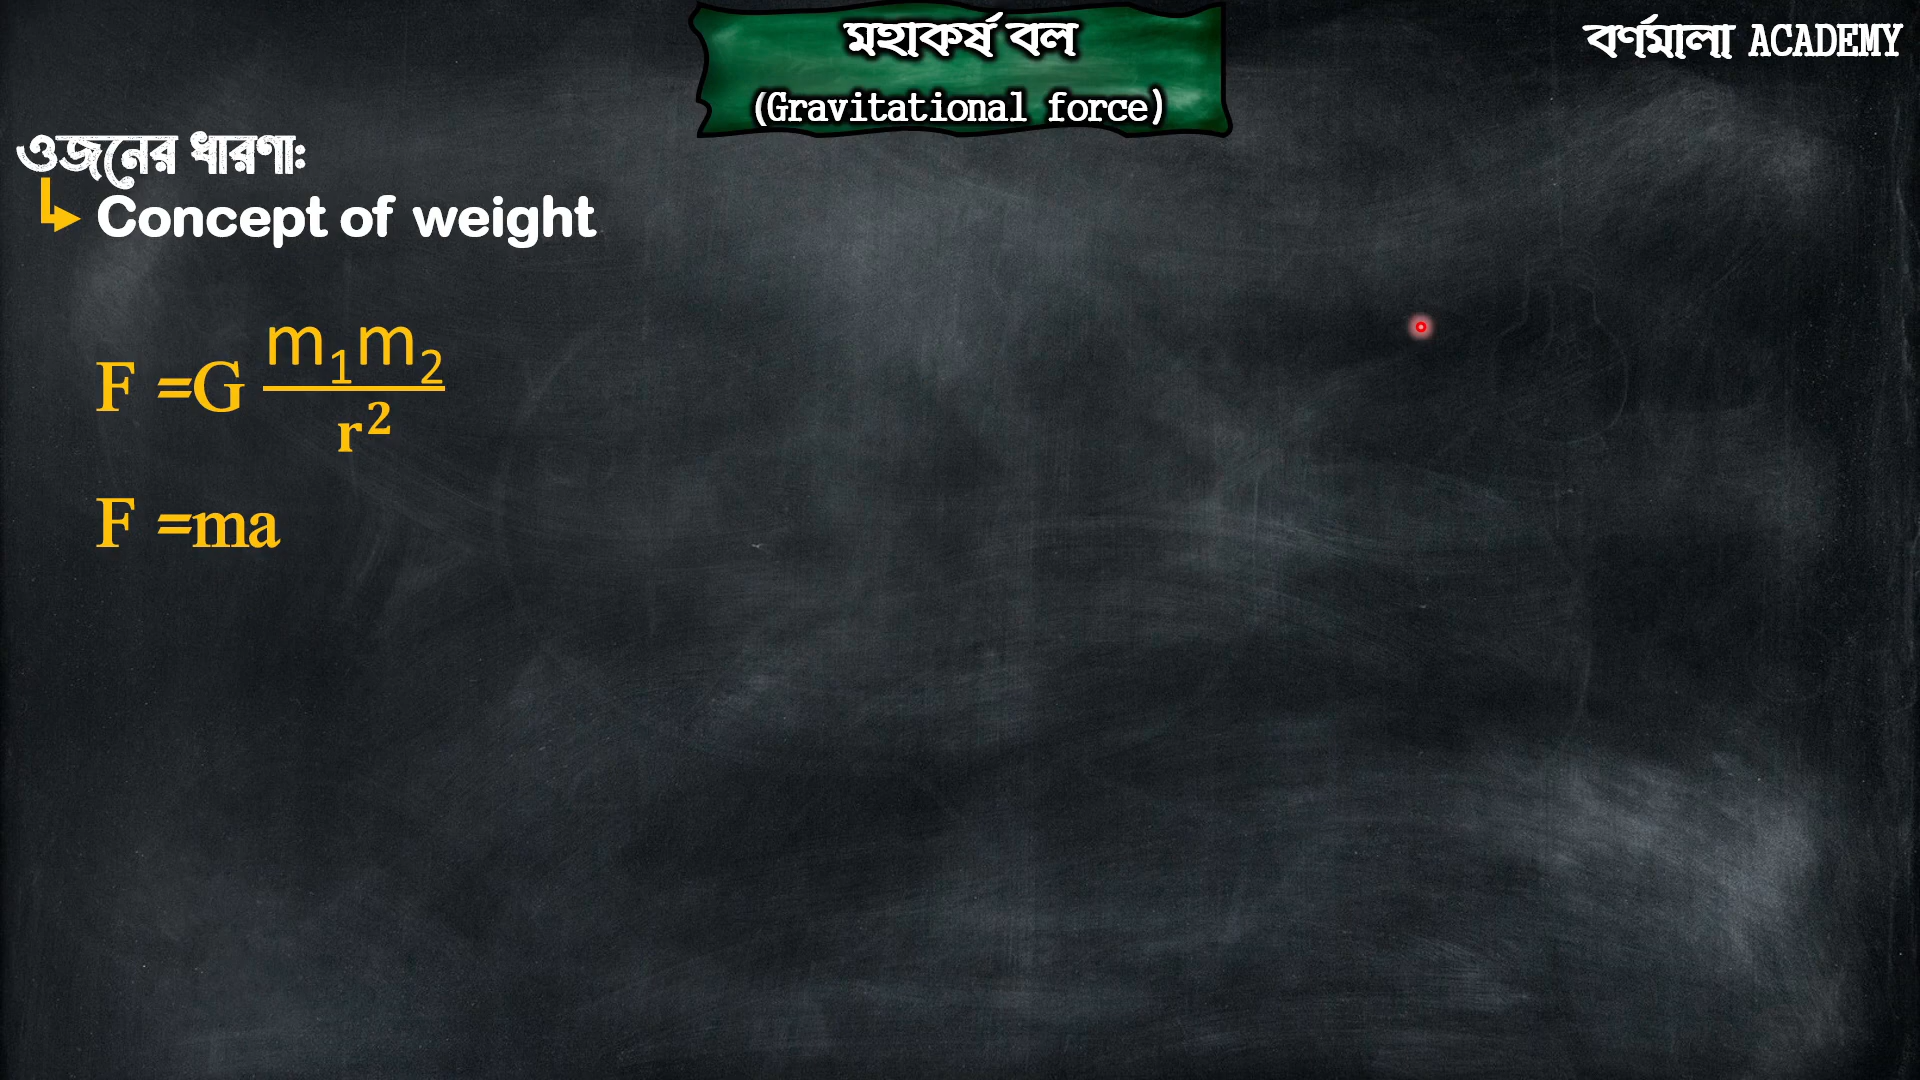 মহাকর্ষ বল
(Gravitational force)
বর্ণমালা ACADEMY
ওজনের ধারণাঃ
Concept of weight
F =G m₁m₂ / r²
F =ma